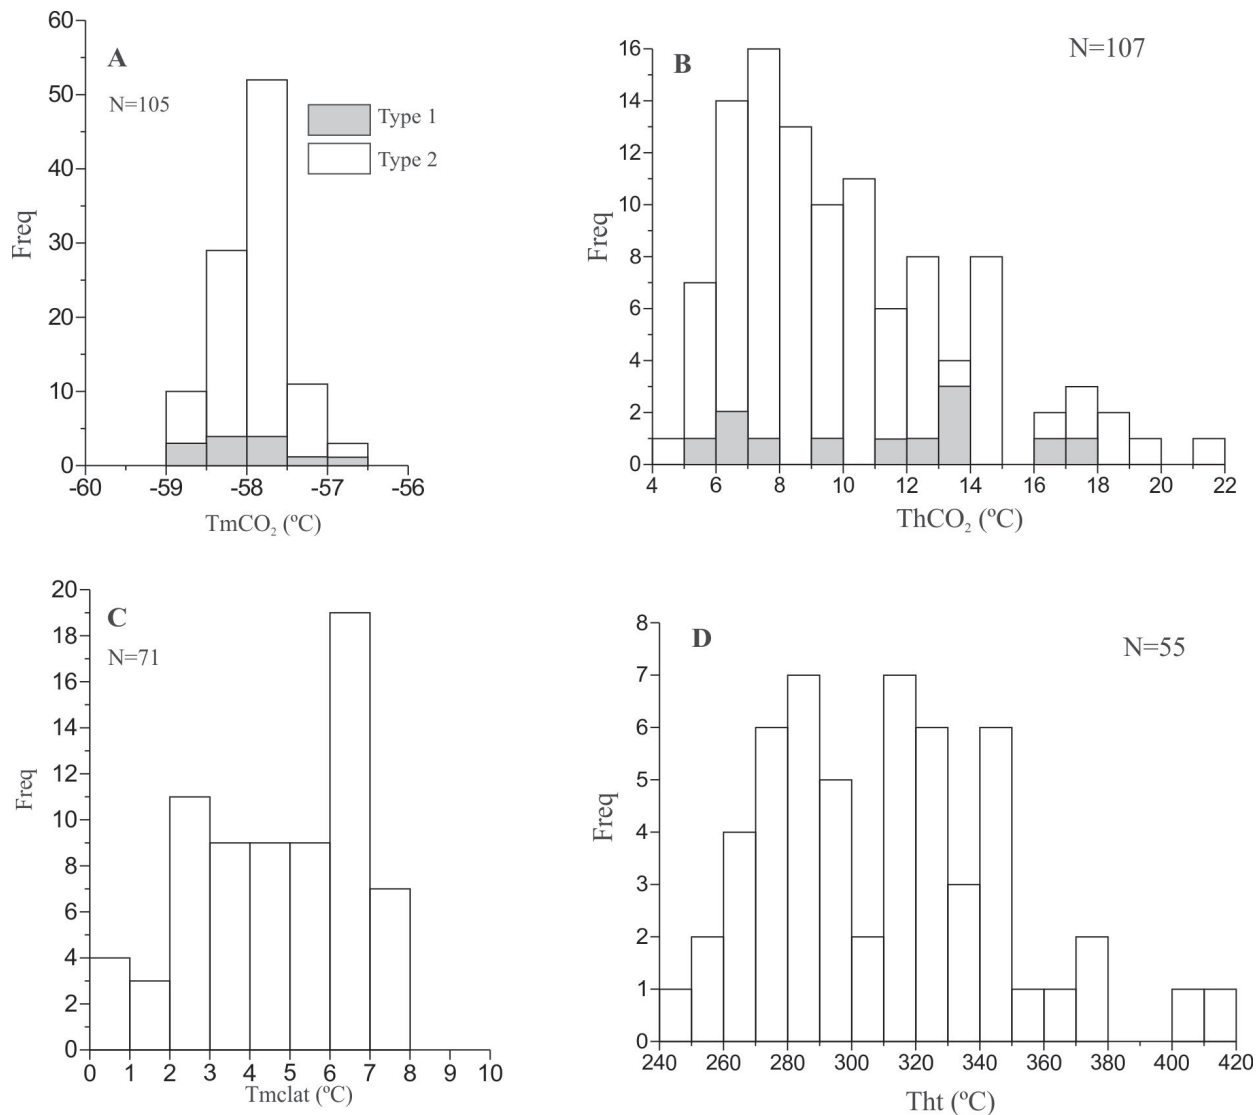 A
N=105
Type 1
Type 2
60
50
40
30
20
10
0
Freq
-60 -59 -58 -57 -56
TmCO₂ (ºC)
B
N=107
16
14
12
10
8
6
4
2
0
Freq
4 6 8 10 12 14 16 18 20 22
ThCO₂ (ºC)
C
N=71
20
18
16
14
12
10
8
6
4
2
0
Freq
0 1 2 3 4 5 6 7 8 9 10
Tmclat (ºC)
D
N=55
8
7
6
5
4
3
2
1
0
Freq
240 260 280 300 320 340 360 380 400 420
Tht (ºC)